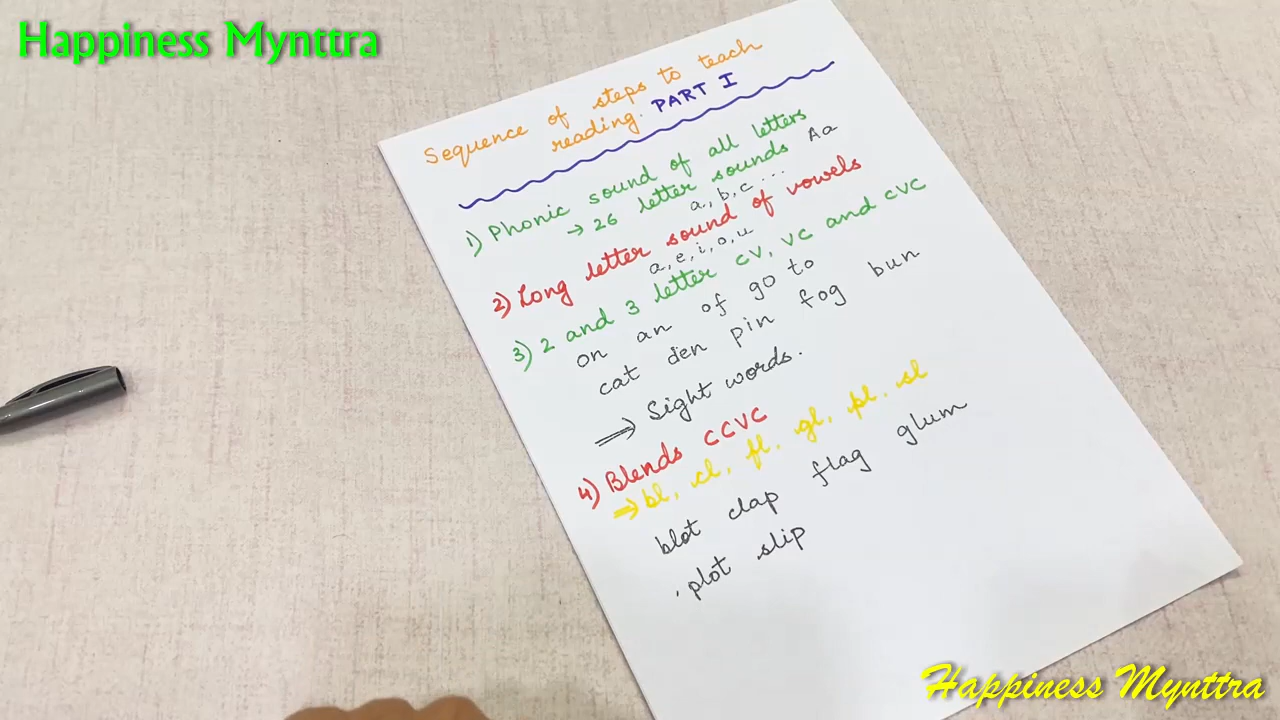 Happiness Mynttra
Sequence of steps to teach
reading. PART I
1) Phonic sound of all letters
→ 26 letter sounds Aa
a, b, c ...
2) Long letter sound of vowels
a, e, i, o, u
3) 2 and 3 letter CV, VC and CVC
on an of go to
cat den pin fog bun
⇒ Sight words.
4) Blends CCVC
⇒ bl, cl, fl, gl, pl, sl
blot clap flag glum
plot slip
Happiness Mynttra